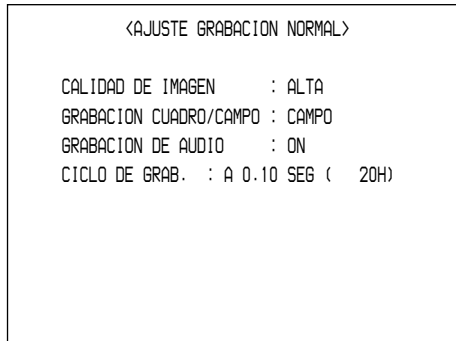 <AJUSTE GRABACION NORMAL>
CALIDAD DE IMAGEN : ALTA
GRABACION CUADRO/CAMPO : CAMPO
GRABACION DE AUDIO : ON
CICLO DE GRAB. : A 0.10 SEG ( 20H)